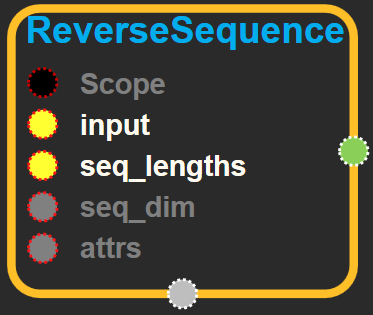 ReverseSequence
Scope
input
seq_lengths
seq_dim
attrs